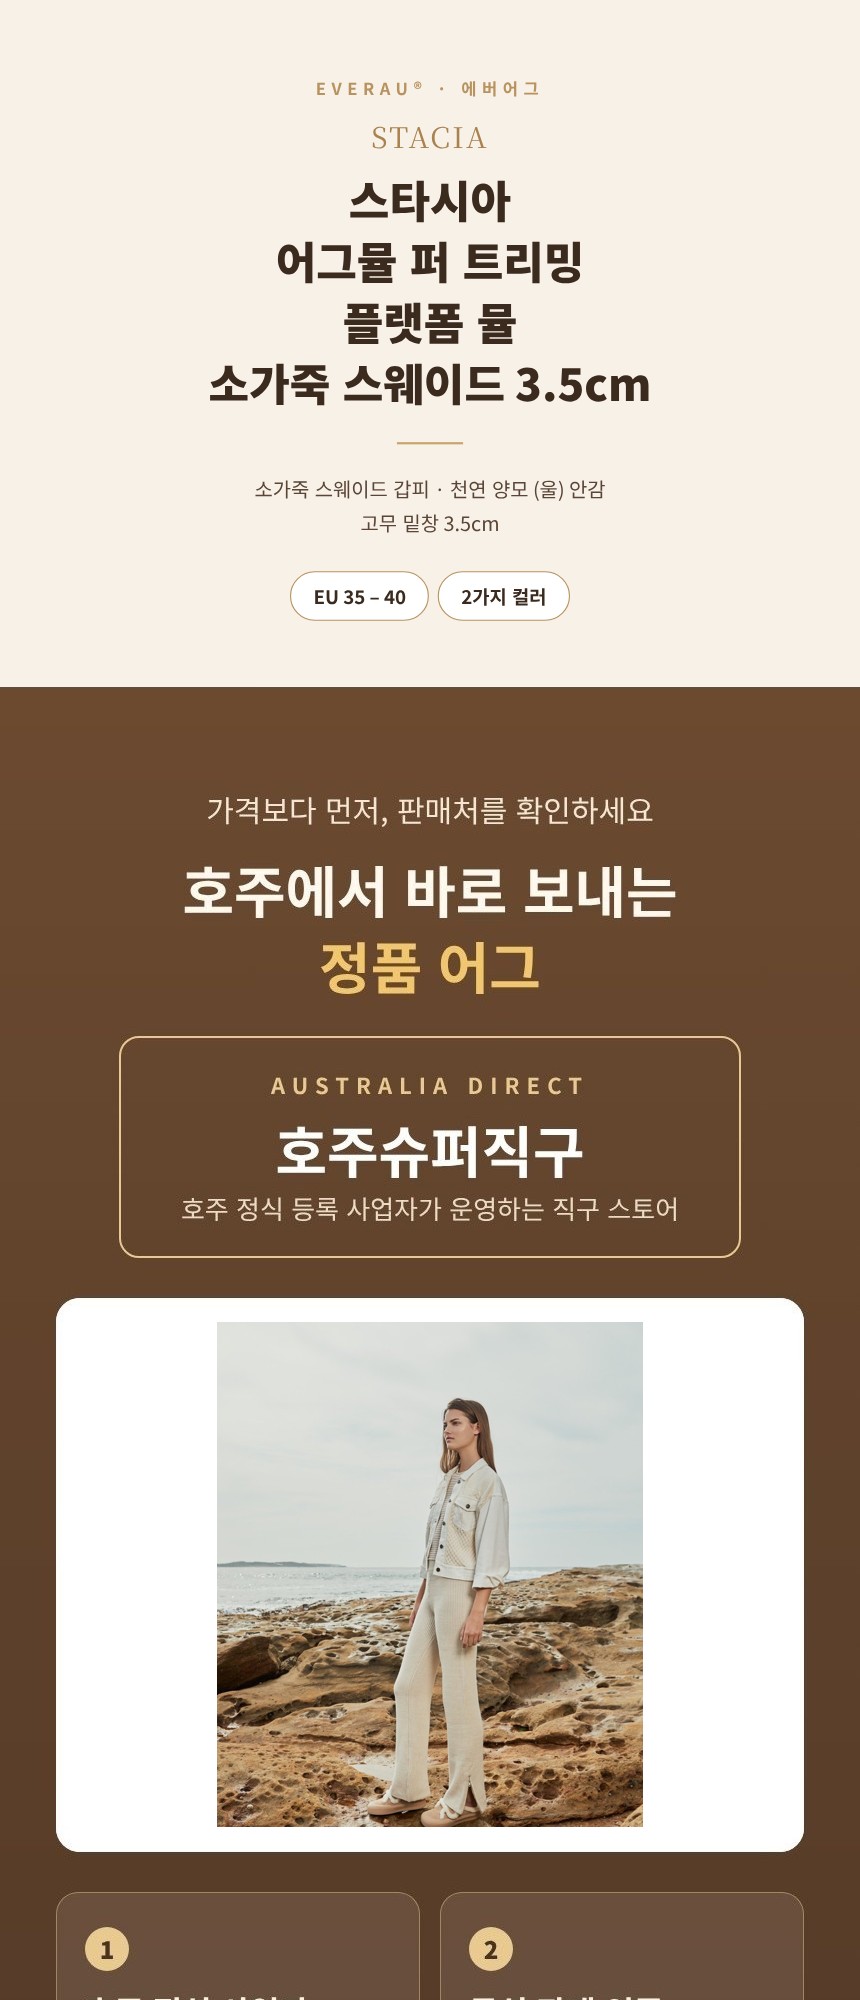 EVERAU® · 에버어그
STACIA
스타시아
어그뮬 퍼 트리밍
플랫폼 뮬
소가죽 스웨이드 3.5cm
소가죽 스웨이드 갑피 · 천연 양모 (울) 안감
고무 밑창 3.5cm
EU 35 – 40
2가지 컬러
가격보다 먼저, 판매처를 확인하세요
호주에서 바로 보내는
정품 어그
AUSTRALIA DIRECT
호주슈퍼직구
호주 정식 등록 사업자가 운영하는 직구 스토어
1
2